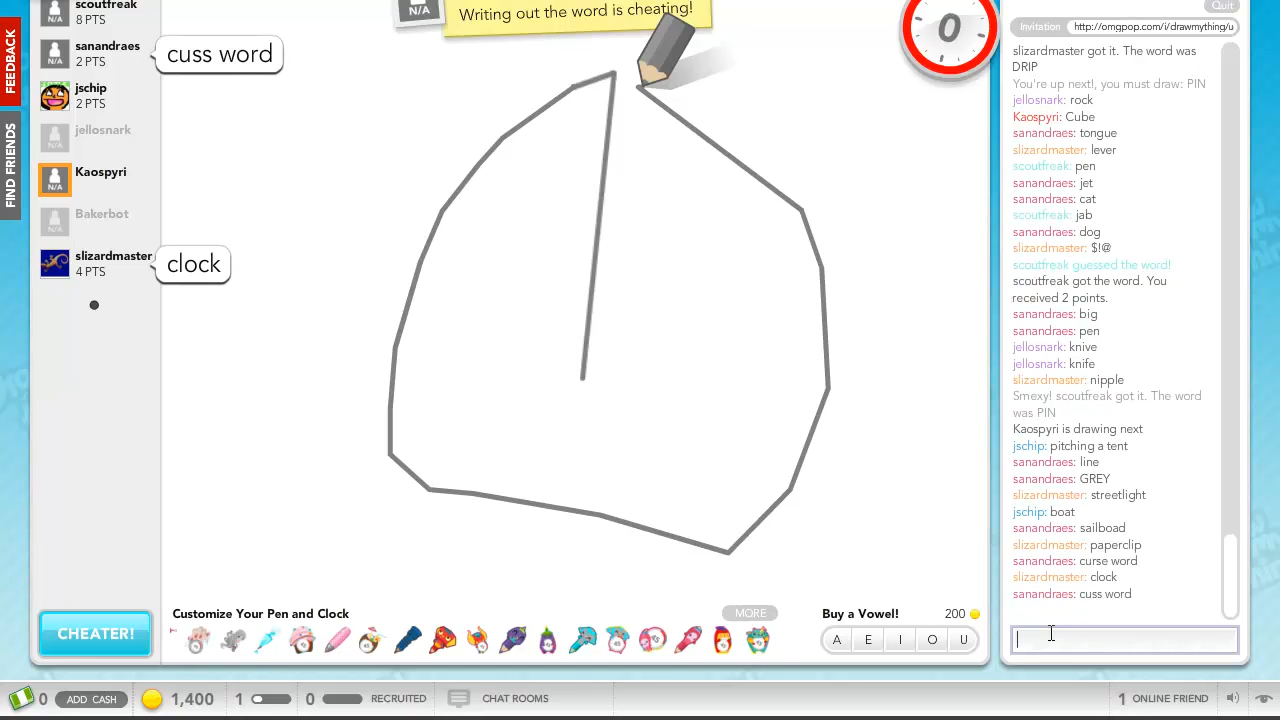 FEEDBACK
FIND FRIENDS
scoutfreak
8 PTS
sanandraes
2 PTS
cuss word
jschip
2 PTS
N/A
jellosnark
N/A
Kaospyri
N/A
Bakerbot
N/A
slizardmaster
4 PTS
clock
CHEATER!
N/A
Writing out the word is cheating!
0
Customize Your Pen and Clock
MORE
Buy a Vowel!
200
A E I O U
Quit
Invitation http://omgpop.com/i/drawmything/u
slizardmaster got it. The word was
DRIP
You're up next!, you must draw: PIN
jellosnark: rock
Kaospyri: Cube
sanandraes: tongue
slizardmaster: lever
scoutfreak: pen
sanandraes: jet
sanandraes: cat
scoutfreak: jab
sanandraes: dog
slizardmaster: $!@
scoutfreak guessed the word!
scoutfreak got the word. You
received 2 points.
sanandraes: big
sanandraes: pen
jellosnark: knive
jellosnark: knife
slizardmaster: nipple
Smexy! scoutfreak got it. The word
was PIN
Kaospyri is drawing next
jschip: pitching a tent
sanandraes: line
sanandraes: GREY
slizardmaster: streetlight
jschip: boat
sanandraes: sailboad
slizardmaster: paperclip
sanandraes: curse word
slizardmaster: clock
sanandraes: cuss word
0 ADD CASH 1,400 1 0 RECRUITED CHAT ROOMS 1 ONLINE FRIEND